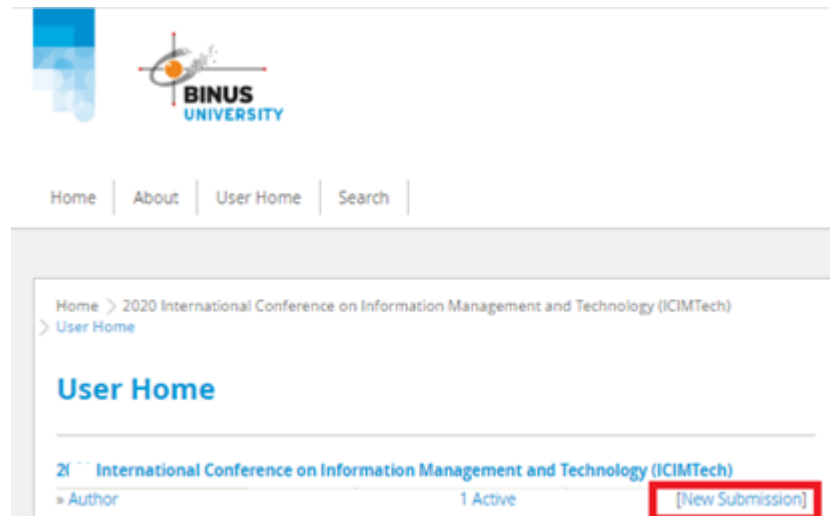 BINUS
UNIVERSITY
Home About User Home Search
Home > 2020 International Conference on Information Management and Technology (ICIMTech)
> User Home
User Home
International Conference on Information Management and Technology (ICIMTech)
» Author 1 Active [New Submission]